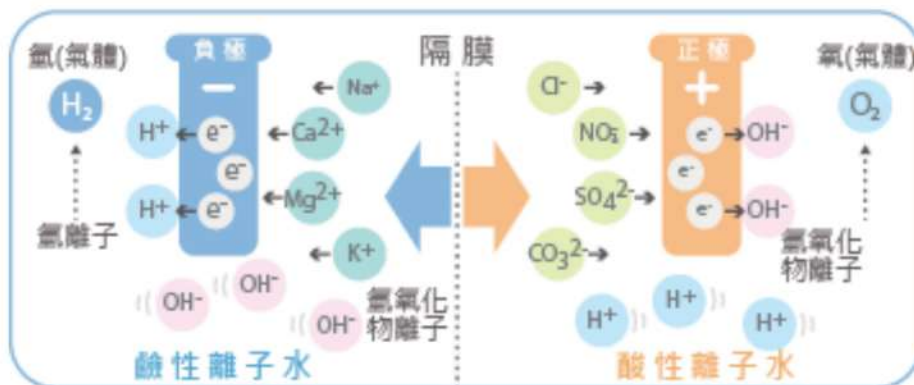 氫(氣體)
H₂
負極
−
H⁺
e⁻
e⁻
H⁺
e⁻
氫離子
Na⁺
Ca²⁺
Mg²⁺
K⁺
OH⁻
OH⁻
OH⁻
氫氧化
物離子
鹼性離子水
隔膜
Cl⁻
SO₄²⁻
CO₃²⁻
正極
+
e⁻
OH⁻
e⁻
e⁻
OH⁻
氧(氣體)
O₂
氫氧化
物離子
H⁺
H⁺
H⁺
酸性離子水